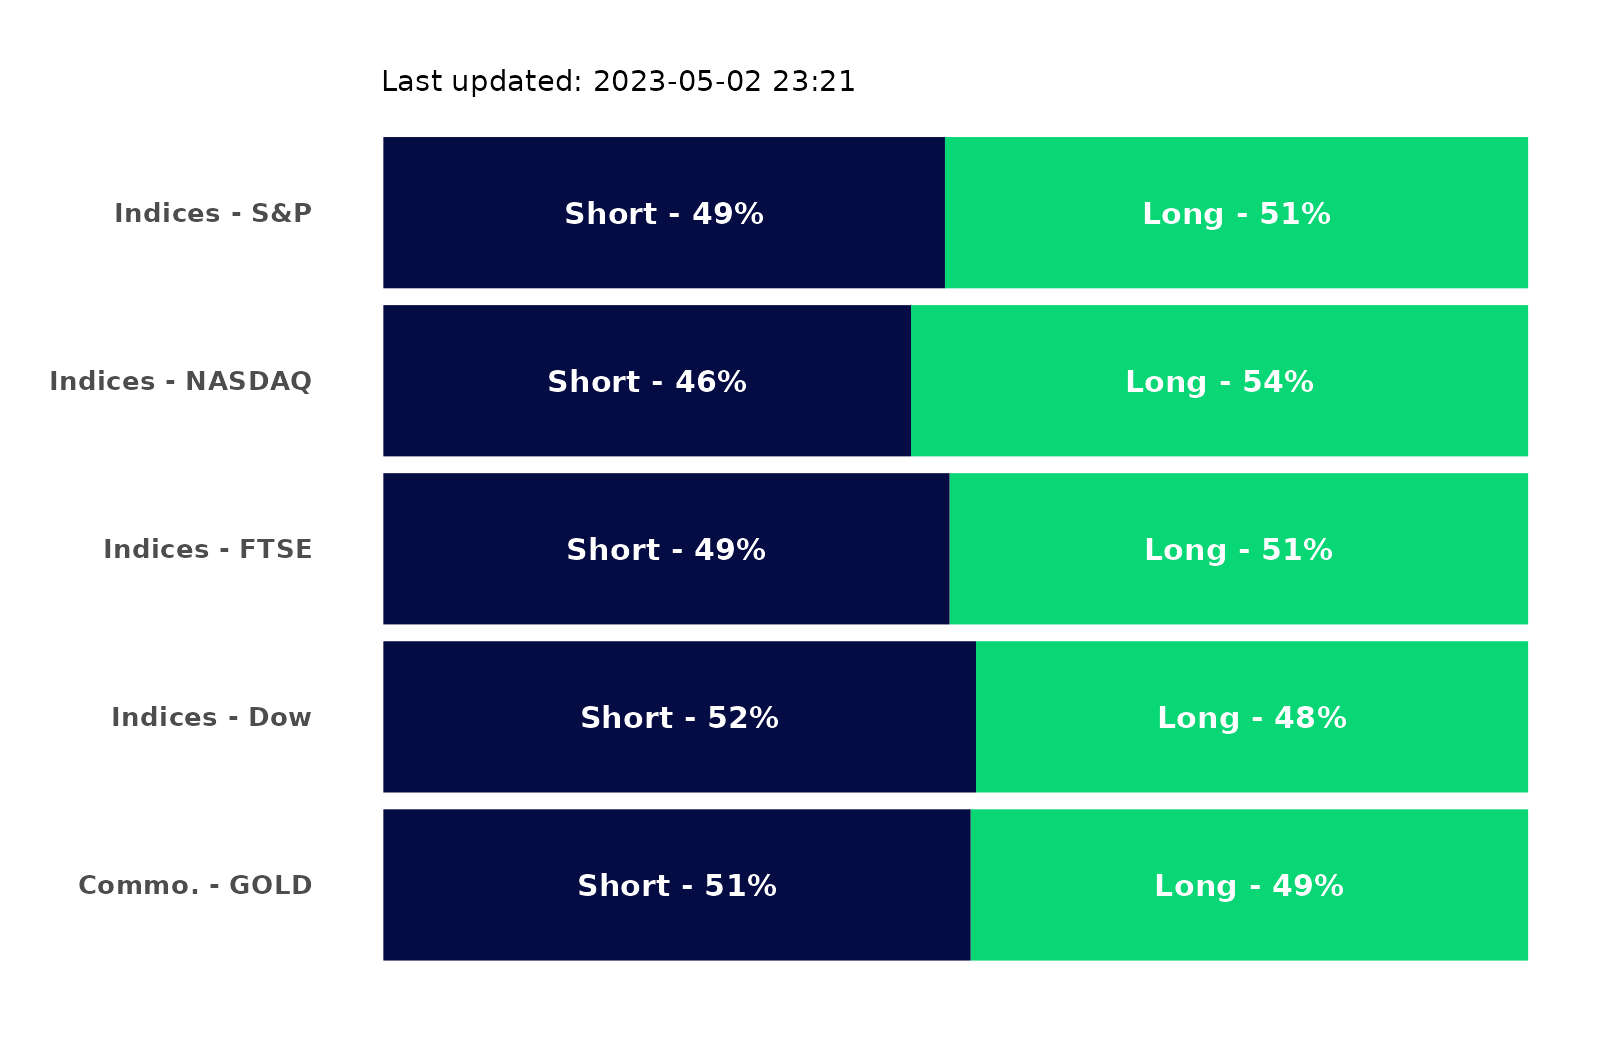 Last updated: 2023-05-02 23:21
Indices - S&P Short - 49% Long - 51%
Indices - NASDAQ Short - 46% Long - 54%
Indices - FTSE Short - 49% Long - 51%
Indices - Dow Short - 52% Long - 48%
Commo. - GOLD Short - 51% Long - 49%